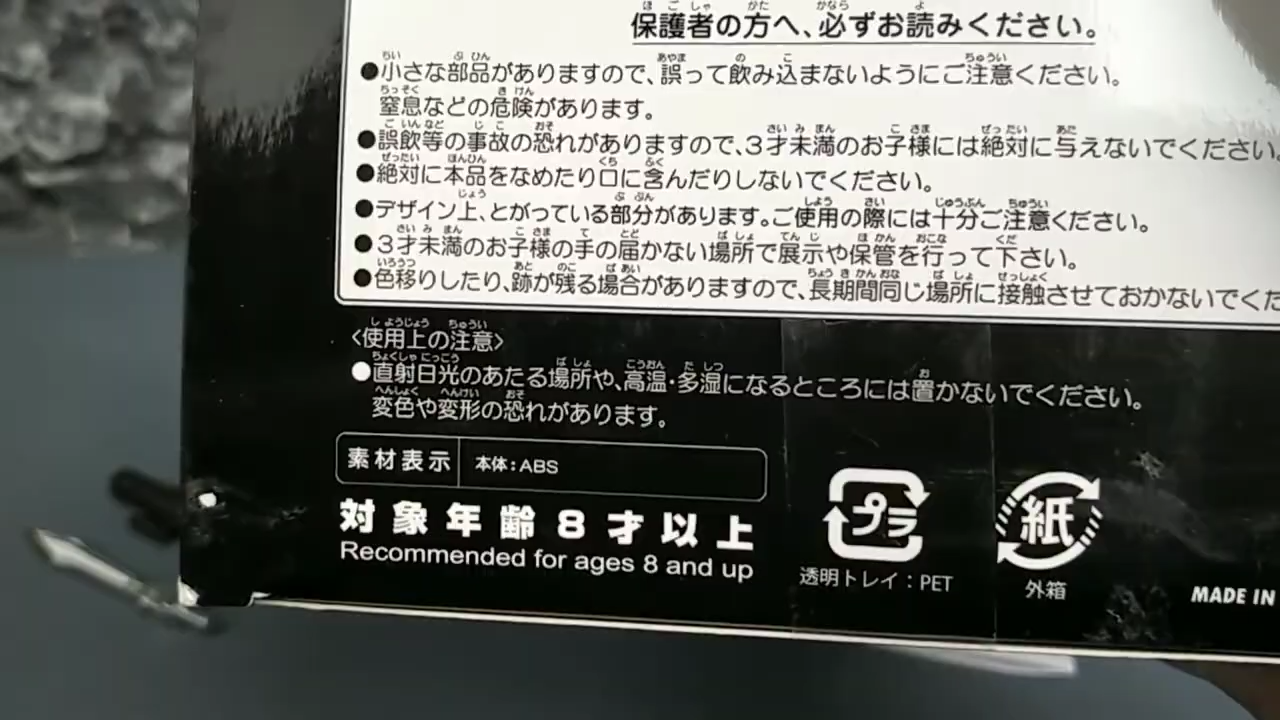 保護者の方へ、必ずお読みください。
●小さな部品がありますので、誤って飲み込まないようにご注意ください。
窒息などの危険があります。
●誤飲等の事故の恐れがありますので、3才未満のお子様には絶対に与えないでください。
●絶対に本品をなめたり口に含んだりしないでください。
●デザイン上、とがっている部分があります。ご使用の際には十分ご注意ください。
●3才未満のお子様の手の届かない場所で展示や保管を行って下さい。
●色移りしたり、跡が残る場合がありますので、長期間同じ場所に接触させておかないでくだ
〈使用上の注意〉
●直射日光のあたる場所や、高温・多湿になるところには置かないでください。
変色や変形の恐れがあります。
素材表示 本体:ABS
対象年齢8才以上
Recommended for ages 8 and up
プラ
透明トレイ:PET
紙
外箱
MADE IN